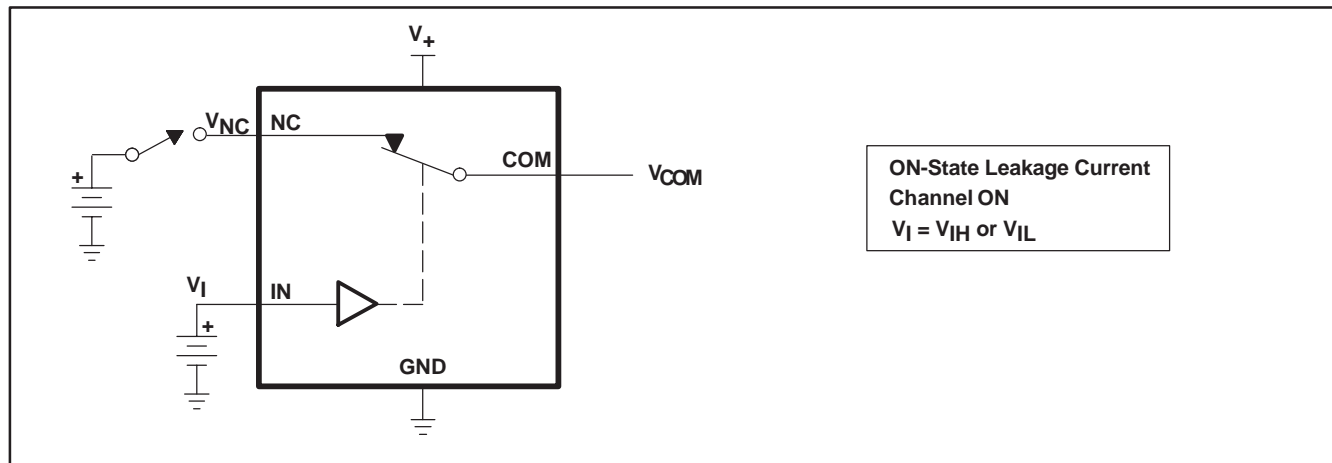 V+
VNC NC
COM
VCOM
+
VI
IN
+
GND
ON-State Leakage Current
Channel ON
VI = VIH or VIL